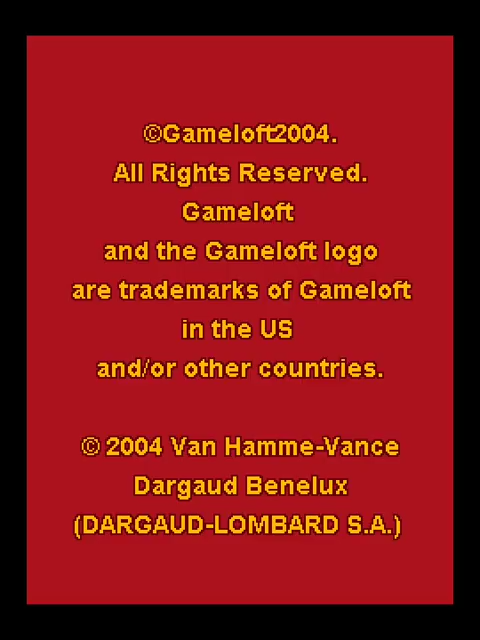 ©Gameloft2004.
All Rights Reserved.
Gameloft
and the Gameloft logo
are trademarks of Gameloft
in the US
and/or other countries.
© 2004 Van Hamme-Vance
Dargaud Benelux
(DARGAUD-LOMBARD S.A.)